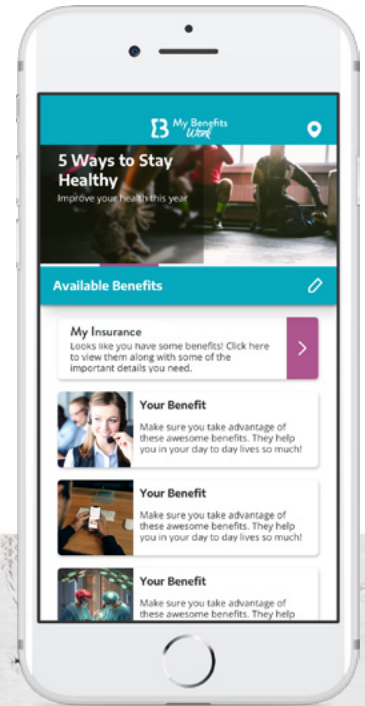 My Benefits
Work
5 Ways to Stay
Healthy
Improve your health this year
Available Benefits
My Insurance
Looks like you have some benefits! Click here
to view them along with some of the
important details you need.
Your Benefit
Make sure you take advantage of
these awesome benefits. They help
you in your day to day lives so much!
Your Benefit
Make sure you take advantage of
these awesome benefits. They help
you in your day to day lives so much!
Your Benefit
Make sure you take advantage of
these awesome benefits. They help